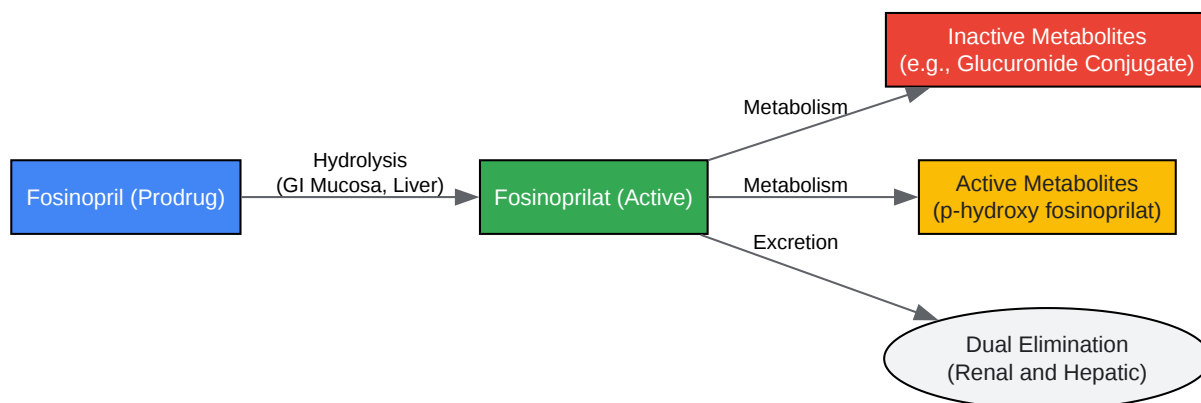 Fosinopril (Prodrug)
Hydrolysis
(GI Mucosa, Liver)
Fosinoprilat (Active)
Metabolism
Inactive Metabolites
(e.g., Glucuronide Conjugate)
Metabolism
Active Metabolites
(p-hydroxy fosinoprilat)
Excretion
Dual Elimination
(Renal and Hepatic)